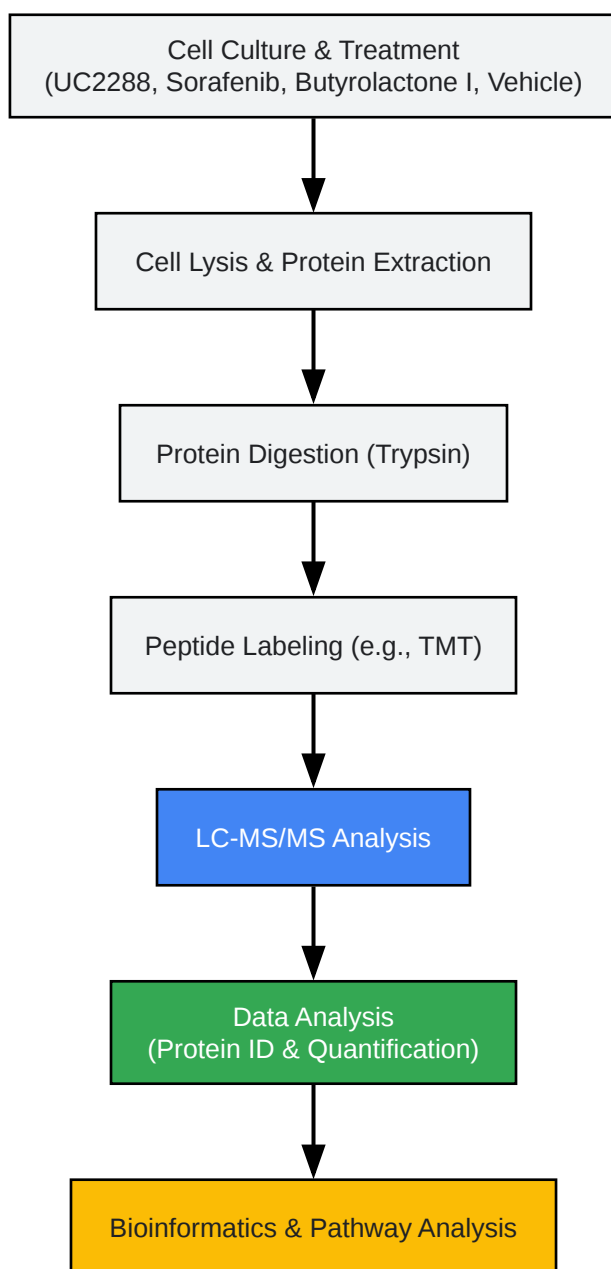 Cell Culture & Treatment
(UC2288, Sorafenib, Butyrolactone I, Vehicle)
Cell Lysis & Protein Extraction
Protein Digestion (Trypsin)
Peptide Labeling (e.g., TMT)
LC-MS/MS Analysis
Data Analysis
(Protein ID & Quantification)
Bioinformatics & Pathway Analysis